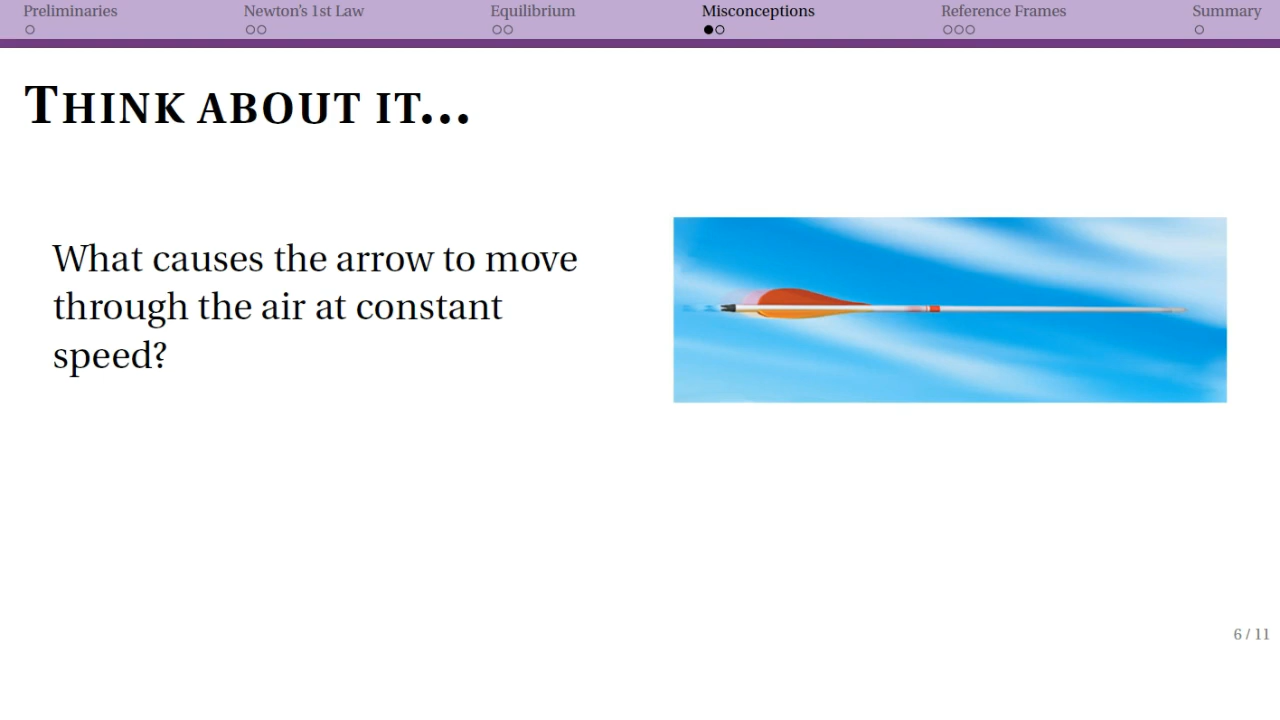 Preliminaries
Newton's 1st Law
Equilibrium
Misconceptions
Reference Frames
Summary
THINK ABOUT IT...
What causes the arrow to move
through the air at constant
speed?
6 / 11